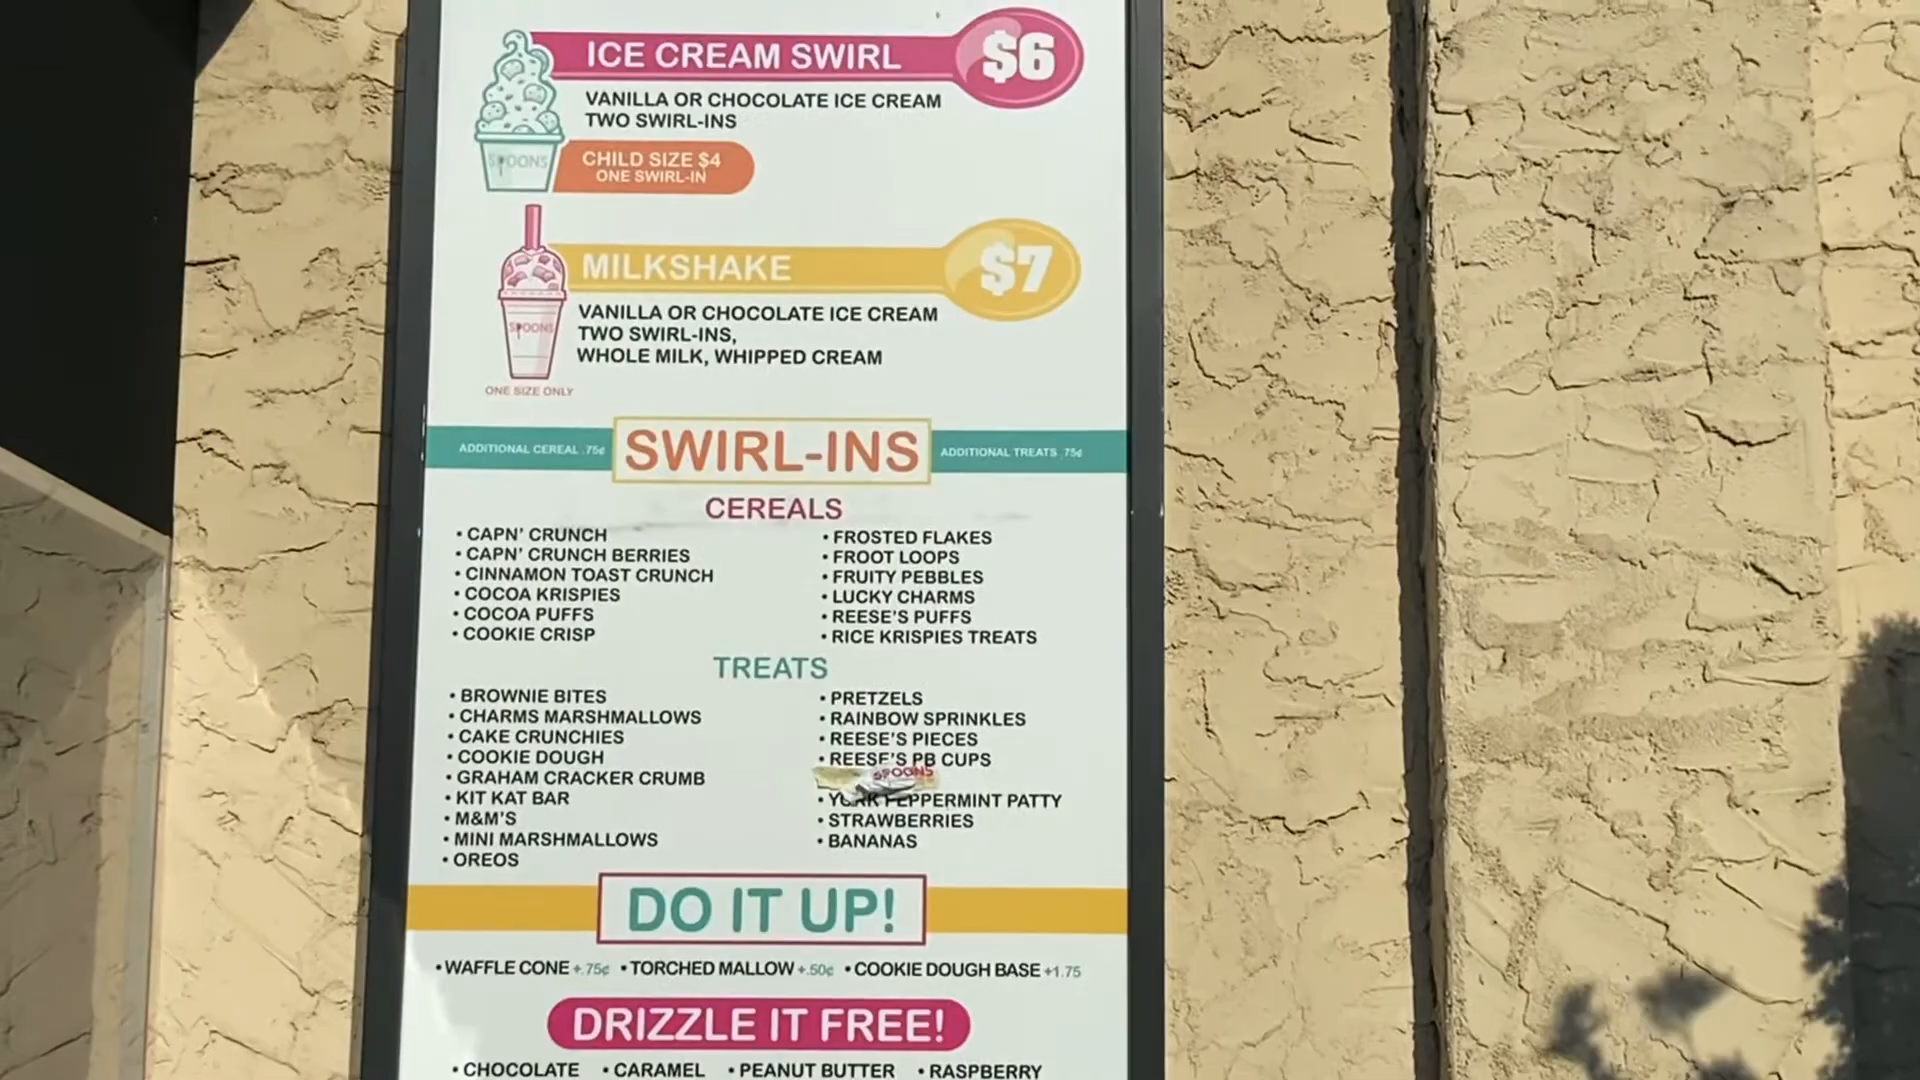 ICE CREAM SWIRL $6
VANILLA OR CHOCOLATE ICE CREAM
TWO SWIRL-INS
SPOONS
CHILD SIZE $4
ONE SWIRL-IN
MILKSHAKE $7
VANILLA OR CHOCOLATE ICE CREAM
TWO SWIRL-INS,
WHOLE MILK, WHIPPED CREAM
SPOONS
ONE SIZE ONLY
ADDITIONAL CEREAL .75¢
SWIRL-INS
ADDITIONAL TREATS .75¢
CEREALS
• CAPN' CRUNCH
• CAPN' CRUNCH BERRIES
• CINNAMON TOAST CRUNCH
• COCOA KRISPIES
• COCOA PUFFS
• COOKIE CRISP
• FROSTED FLAKES
• FROOT LOOPS
• FRUITY PEBBLES
• LUCKY CHARMS
• REESE'S PUFFS
• RICE KRISPIES TREATS
TREATS
• BROWNIE BITES
• CHARMS MARSHMALLOWS
• CAKE CRUNCHIES
• COOKIE DOUGH
• GRAHAM CRACKER CRUMB
• KIT KAT BAR
• M&M'S
• MINI MARSHMALLOWS
• OREOS
• PRETZELS
• RAINBOW SPRINKLES
• REESE'S PIECES
• REESE'S PB CUPS
SPOONS
• YORK PEPPERMINT PATTY
• STRAWBERRIES
• BANANAS
DO IT UP!
• WAFFLE CONE +.75¢ • TORCHED MALLOW +.50¢ • COOKIE DOUGH BASE +1.75
DRIZZLE IT FREE!
• CHOCOLATE • CARAMEL • PEANUT BUTTER • RASPBERRY